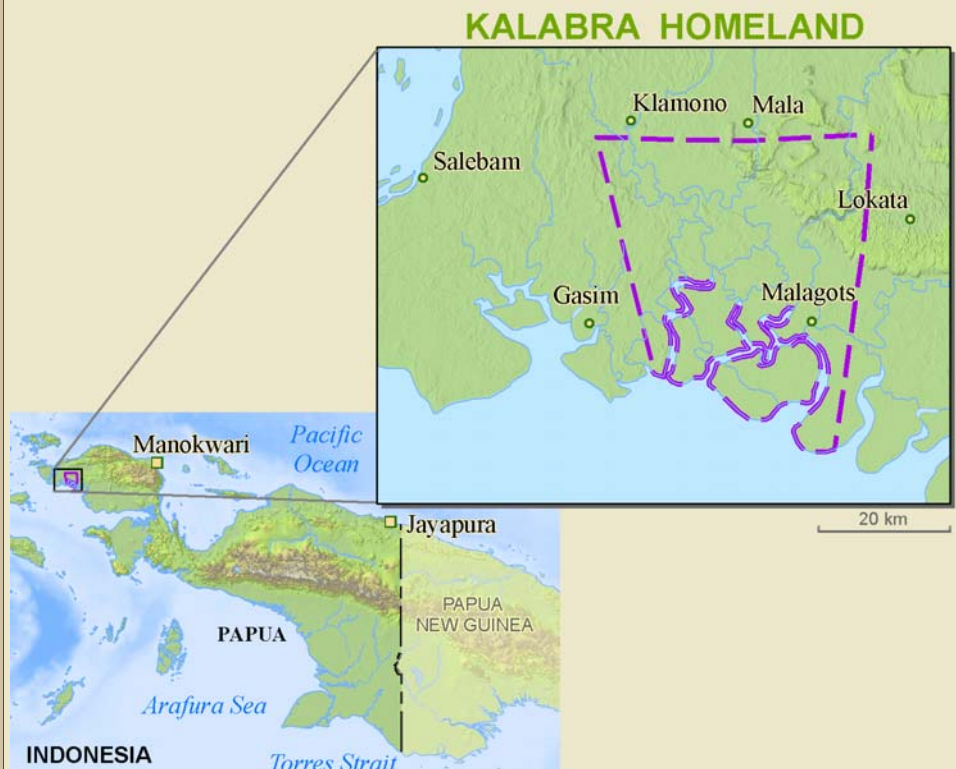 KALABRA HOMELAND
Klamono
Mala
Salebam
Lokata
Gasim
Malagots
20 km
Manokwari
Pacific
Ocean
Jayapura
PAPUA
NEW GUINEA
PAPUA
Arafura Sea
INDONESIA
Torres Strait